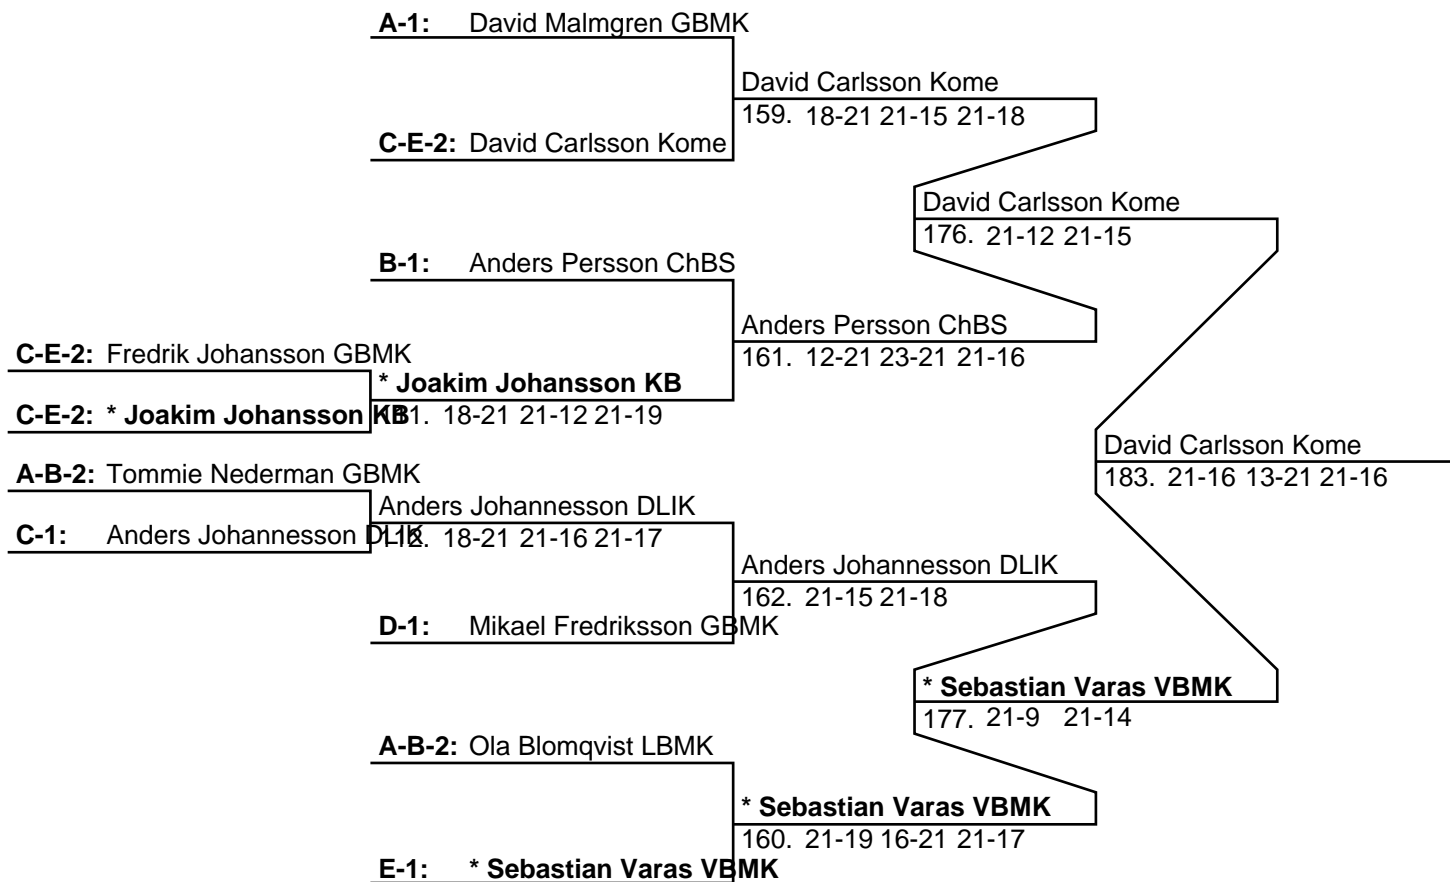 A-1: David Malmgren GBMK
David Carlsson Kome
159. 18-21 21-15 21-18
C-E-2: David Carlsson Kome
David Carlsson Kome
176. 21-12 21-15
B-1: Anders Persson ChBS
Anders Persson ChBS
161. 12-21 23-21 21-16
C-E-2: Fredrik Johansson GBMK
* Joakim Johansson KB
C-E-2: * Joakim Johansson KB
18-21 21-12 21-19
David Carlsson Kome
183. 21-16 13-21 21-16
A-B-2: Tommie Nederman GBMK
Anders Johannesson DLIK
C-1: Anders Johannesson DLIK
112. 18-21 21-16 21-17
Anders Johannesson DLIK
162. 21-15 21-18
D-1: Mikael Fredriksson GBMK
* Sebastian Varas VBMK
177. 21-9 21-14
A-B-2: Ola Blomqvist LBMK
* Sebastian Varas VBMK
160. 21-19 16-21 21-17
E-1: * Sebastian Varas VBMK